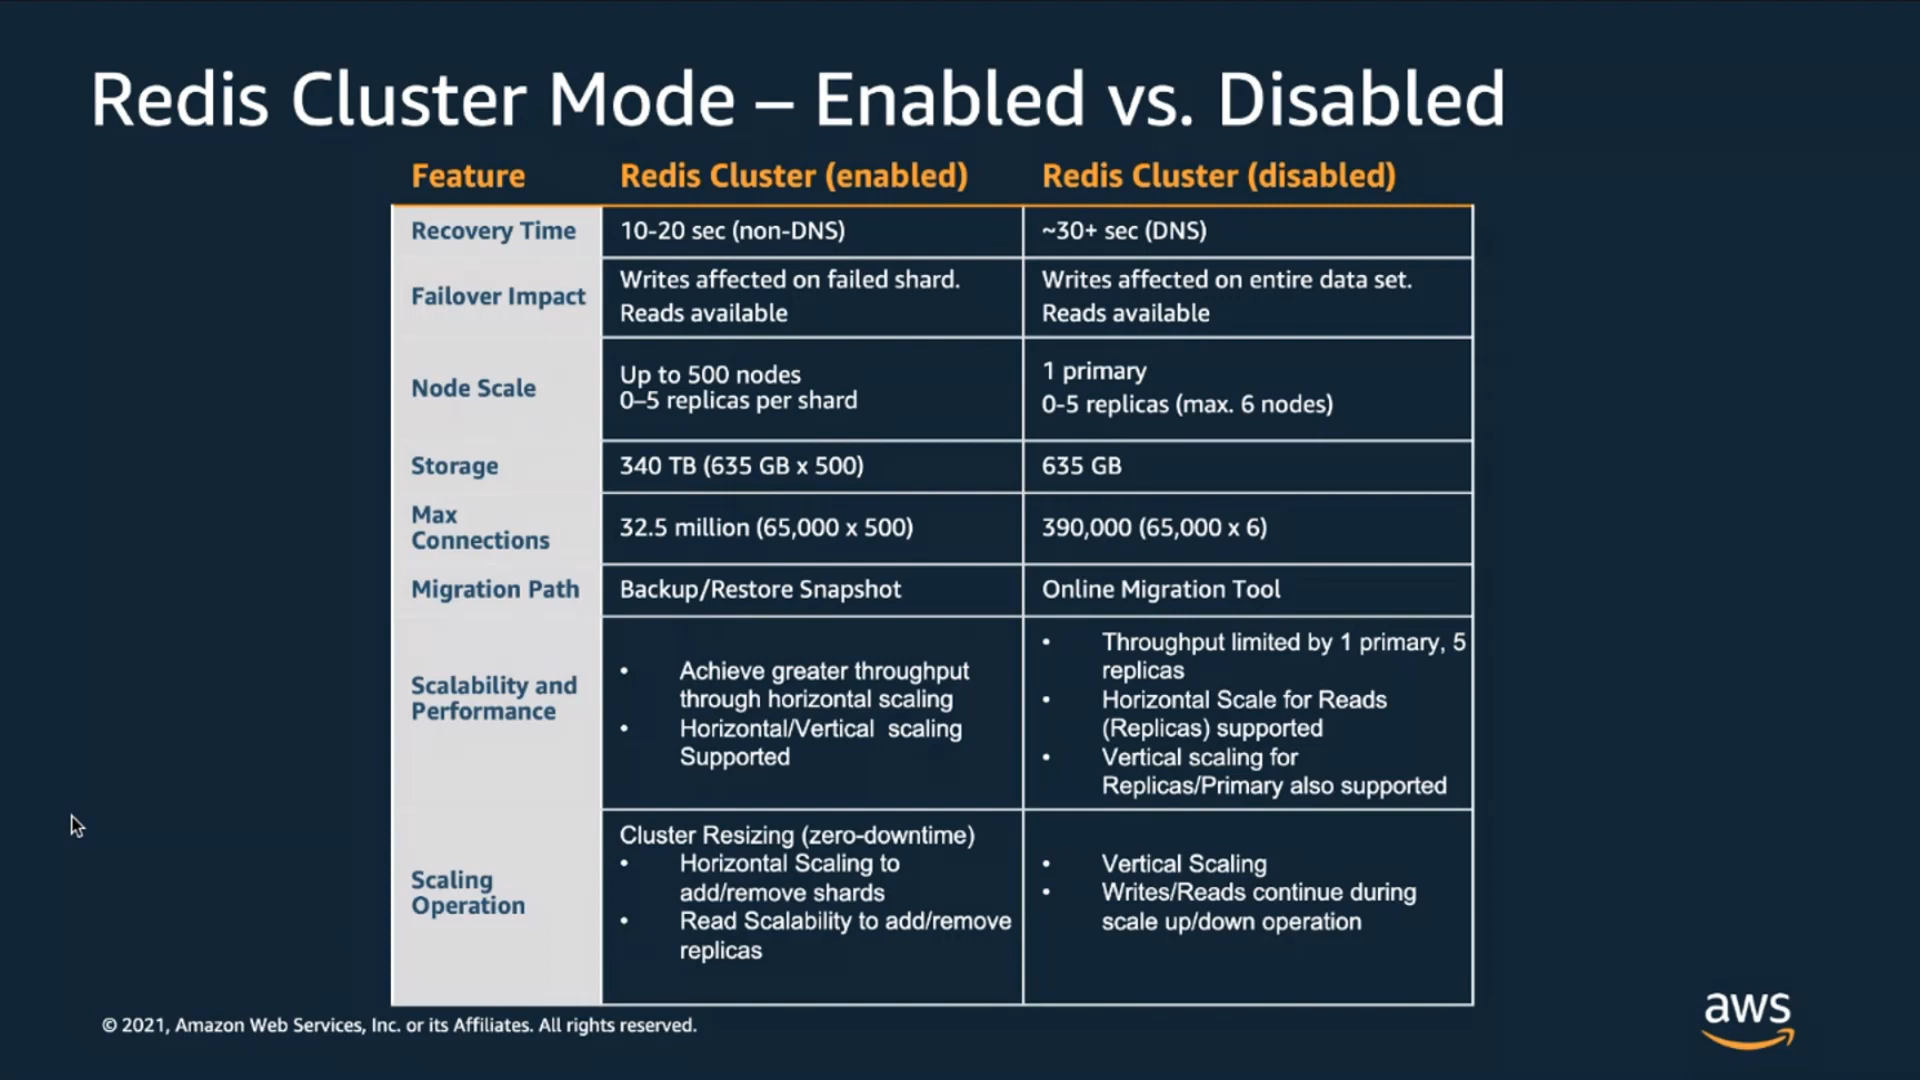 Redis Cluster Mode – Enabled vs. Disabled
Feature
Redis Cluster (enabled)
Redis Cluster (disabled)
Recovery Time
10-20 sec (non-DNS)
~30+ sec (DNS)
Failover Impact
Writes affected on failed shard.
Reads available
Writes affected on entire data set.
Reads available
Node Scale
Up to 500 nodes
0–5 replicas per shard
1 primary
0-5 replicas (max. 6 nodes)
Storage
340 TB (635 GB x 500)
635 GB
Max
Connections
32.5 million (65,000 x 500)
390,000 (65,000 x 6)
Migration Path
Backup/Restore Snapshot
Online Migration Tool
Scalability and
Performance
• Achieve greater throughput
through horizontal scaling
• Horizontal/Vertical scaling
Supported
• Throughput limited by 1 primary, 5
replicas
• Horizontal Scale for Reads
(Replicas) supported
• Vertical scaling for
Replicas/Primary also supported
Scaling
Operation
Cluster Resizing (zero-downtime)
• Horizontal Scaling to
add/remove shards
• Read Scalability to add/remove
replicas
• Vertical Scaling
• Writes/Reads continue during
scale up/down operation
© 2021, Amazon Web Services, Inc. or its Affiliates. All rights reserved.
aws